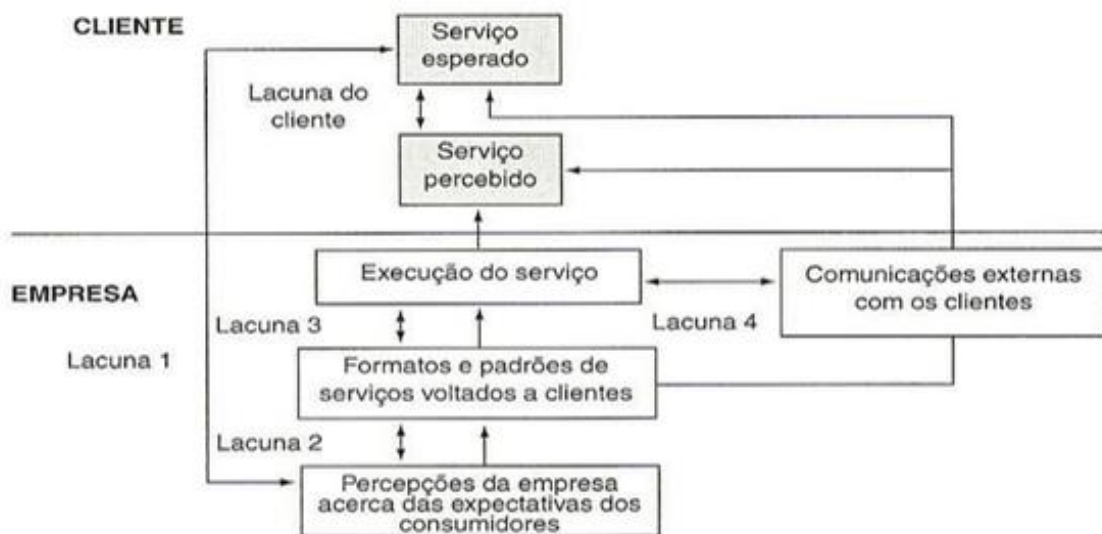 CLIENTE
Serviço
esperado
Lacuna do
cliente
Serviço
percebido
EMPRESA
Execução do serviço
Comunicações externas
com os clientes
Lacuna 3
Lacuna 4
Lacuna 1
Formatos e padrões de
serviços voltados a clientes
Lacuna 2
Percepções da empresa
acerca das expectativas dos
consumidores